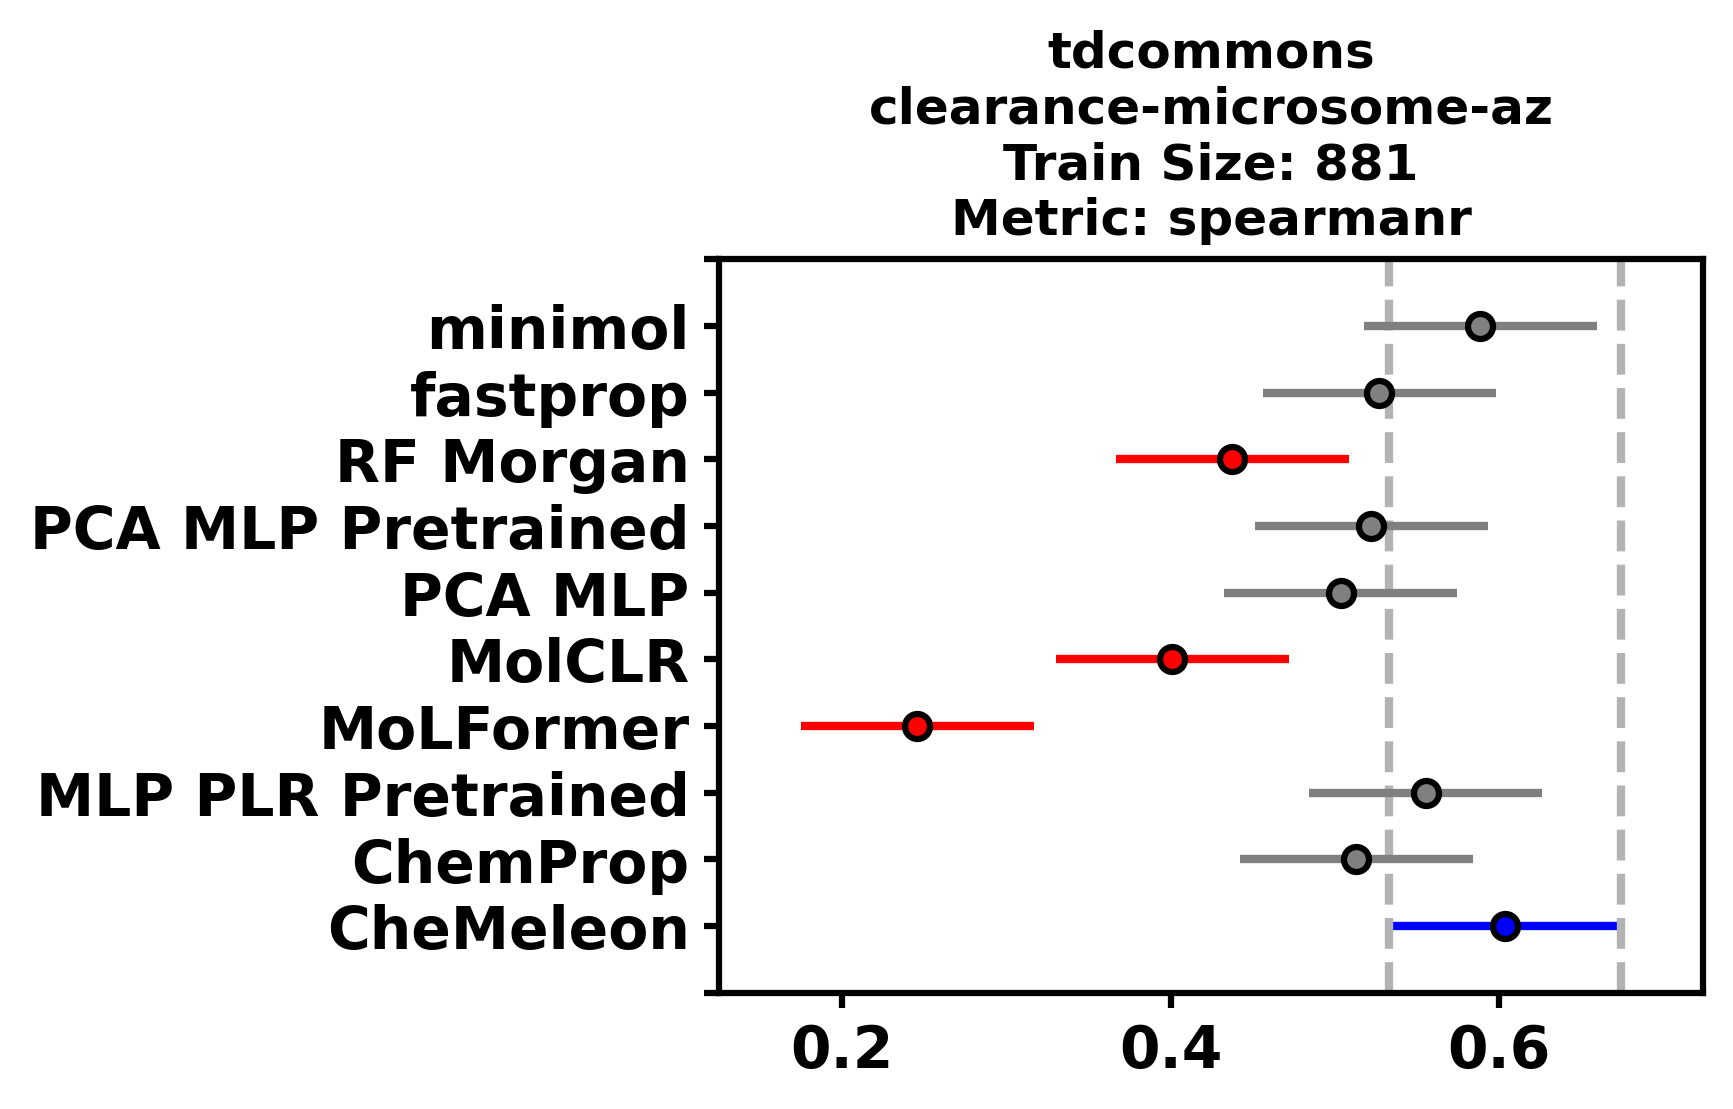 tdcommons
clearance-microsome-az
Train Size: 881
Metric: spearmanr
minimol
fastprop
RF Morgan
PCA MLP Pretrained
PCA MLP
MolCLR
MoLFormer
MLP PLR Pretrained
ChemProp
CheMeleon
0.2 0.4 0.6